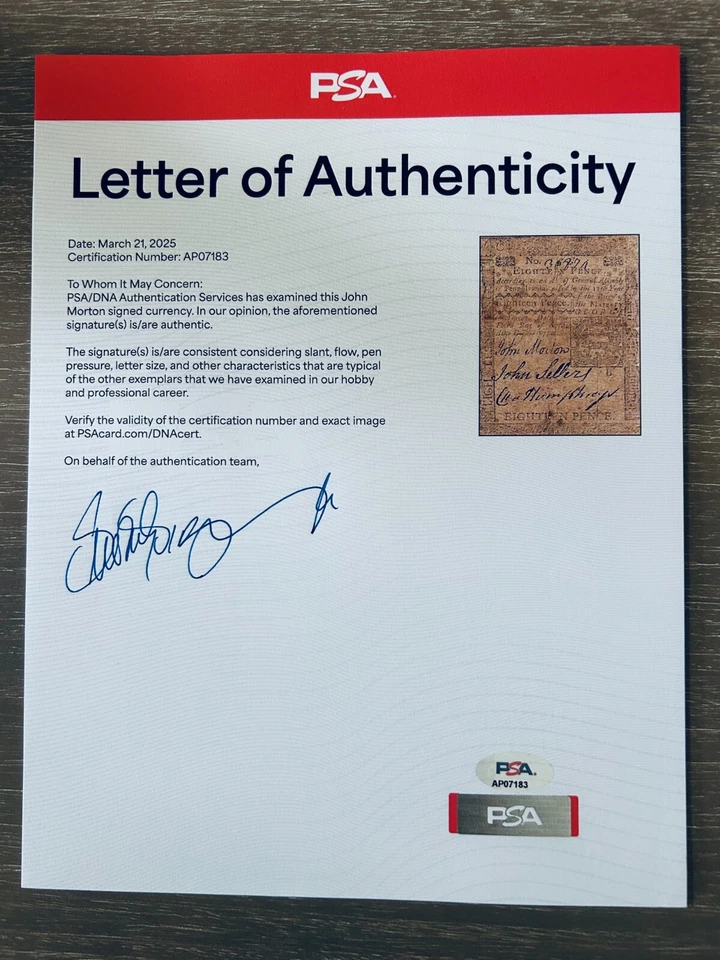 PSA
Letter of Authenticity
Date: March 21, 2025
Certification Number: AP07183
To Whom It May Concern:
PSA/DNA Authentication Services has examined this John
Morton signed currency. In our opinion, the aforementioned
signature(s) is/are authentic.
The signature(s) is/are consistent considering slant, flow, pen
pressure, letter size, and other characteristics that are typical
of the other exemplars that we have examined in our hobby
and professional career.
Verify the validity of the certification number and exact image
at PSAcard.com/DNAcert.
On behalf of the authentication team,
No.
EIGHTEEN PENCE
Eighteen Pence.
John Morton
John Sellers
Cha Humphreys
EIGHTEEN PENCE
PSA
AP07183
PSA